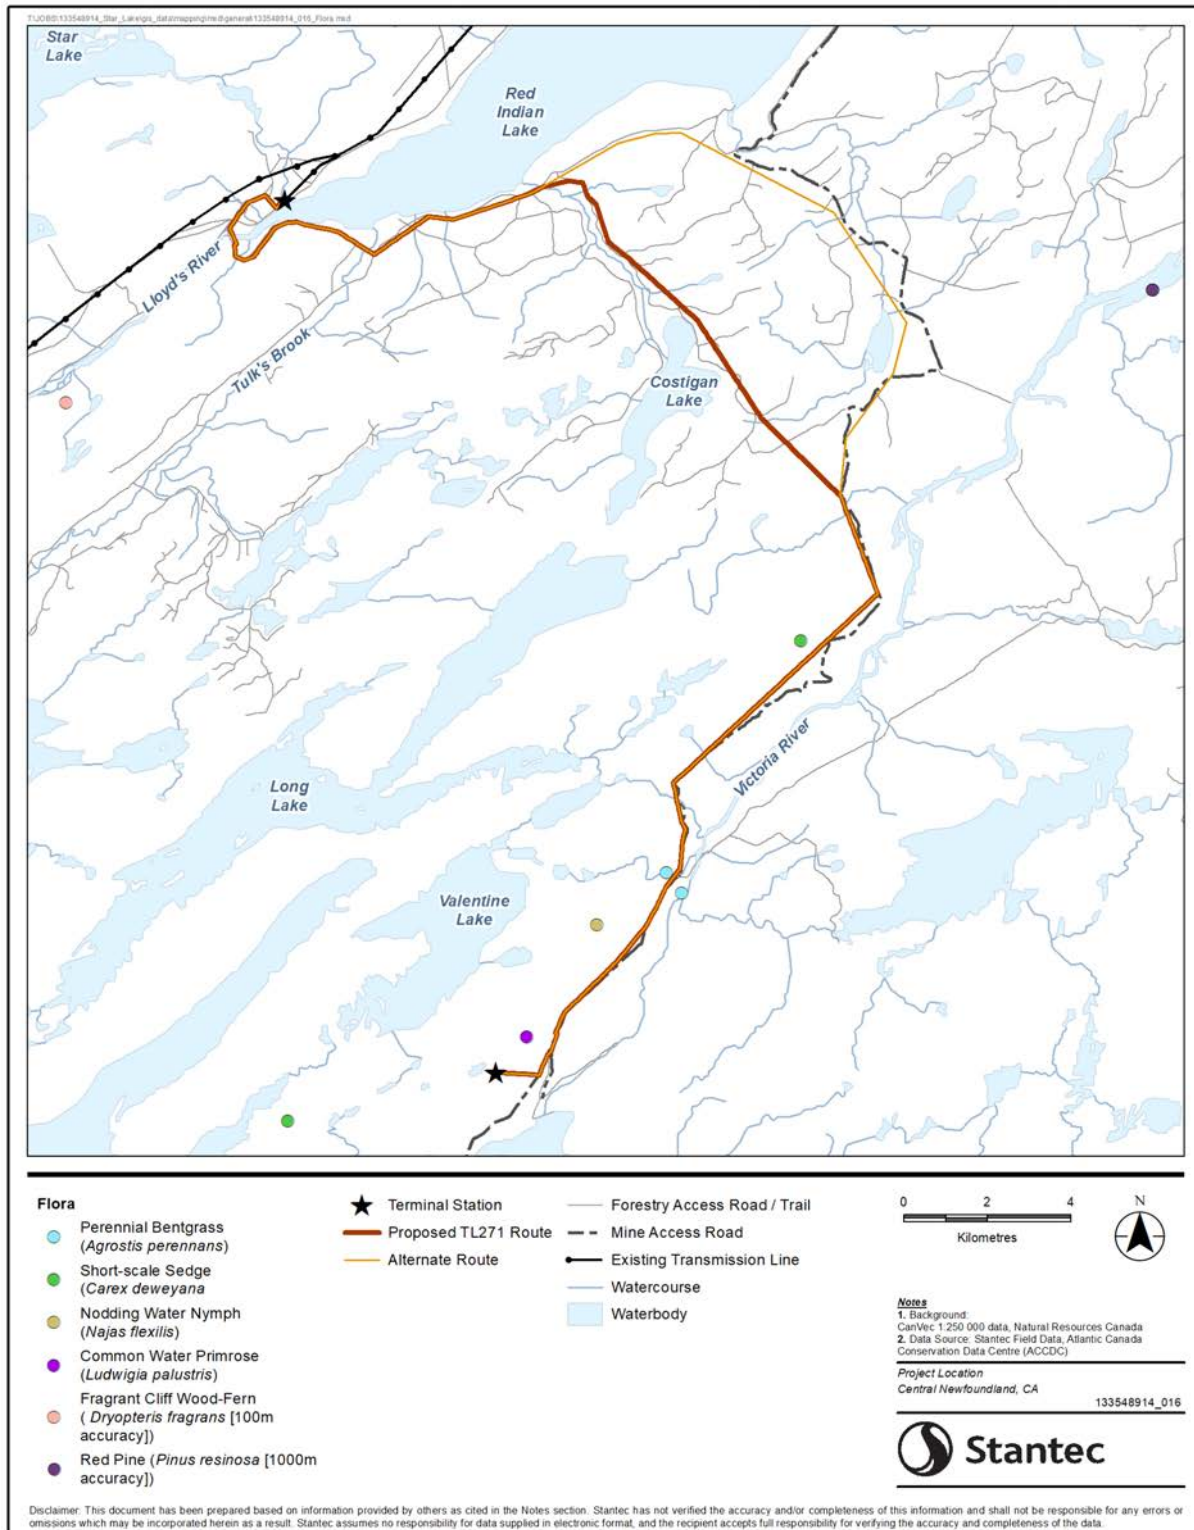 T:\JOBS\133548914_Star_Lake\gis_data\mapping\mxd\general\133548914_016_Flora.mxd
Star
Lake
Red
Indian
Lake
Lloyd's River
Tulk's Brook
Costigan
Lake
Long
Lake
Victoria River
Valentine
Lake
Flora
Perennial Bentgrass
(Agrostis perennans)
Short-scale Sedge
(Carex deweyana
Nodding Water Nymph
(Najas flexilis)
Common Water Primrose
(Ludwigia palustris)
Fragrant Cliff Wood-Fern
( Dryopteris fragrans [100m
accuracy])
Red Pine (Pinus resinosa [1000m
accuracy])
Terminal Station
Proposed TL271 Route
Alternate Route
Forestry Access Road / Trail
Mine Access Road
Existing Transmission Line
Watercourse
Waterbody
0 2 4
Kilometres
N
Notes
1. Background:
CanVec 1:250 000 data, Natural Resources Canada
2. Data Source: Stantec Field Data, Atlantic Canada
Conservation Data Centre (ACCDC)
Project Location
Central Newfoundland, CA
133548914_016
Stantec
Disclaimer: This document has been prepared based on information provided by others as cited in the Notes section. Stantec has not verified the accuracy and/or completeness of this information and shall not be responsible for any errors or
omissions which may be incorporated herein as a result. Stantec assumes no responsibility for data supplied in electronic format, and the recipient accepts full responsibility for verifying the accuracy and completeness of the data.